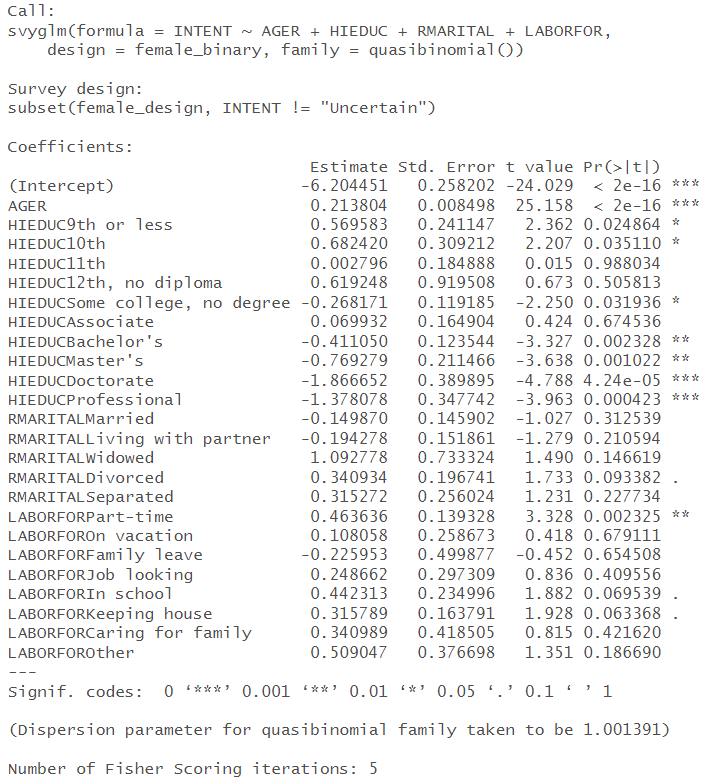 Call:
svyglm(formula = INTENT ~ AGER + HIEDUC + RMARITAL + LABORFOR,
    design = female_binary, family = quasibinomial())
Survey design:
subset(female_design, INTENT != "Uncertain")
Coefficients:
                                Estimate Std. Error t value Pr(>|t|)
(Intercept)                    -6.204451   0.258202 -24.029  < 2e-16 ***
AGER                            0.213804   0.008498  25.158  < 2e-16 ***
HIEDUC9th or less               0.569583   0.241147   2.362 0.024864 *
HIEDUC10th                      0.682420   0.309212   2.207 0.035110 *
HIEDUC11th                      0.002796   0.184888   0.015 0.988034
HIEDUC12th, no diploma          0.619248   0.919508   0.673 0.505813
HIEDUCSome college, no degree -0.268171   0.119185  -2.250 0.031936 *
HIEDUCAssociate                 0.069932   0.164904   0.424 0.674536
HIEDUCBachelor's               -0.411050   0.123544  -3.327 0.002328 **
HIEDUCMaster's                 -0.769279   0.211466  -3.638 0.001022 **
HIEDUCDoctorate                -1.866652   0.389895  -4.788 4.24e-05 ***
HIEDUCProfessional             -1.378078   0.347742  -3.963 0.000423 ***
RMARITALMarried                -0.149870   0.145902  -1.027 0.312539
RMARITALLiving with partner    -0.194278   0.151861  -1.279 0.210594
RMARITALWidowed                 1.092778   0.733324   1.490 0.146619
RMARITALDivorced                0.340934   0.196741   1.733 0.093382 .
RMARITALSeparated               0.315272   0.256024   1.231 0.227734
LABORFORPart-time               0.463636   0.139328   3.328 0.002325 **
LABORFOROn vacation             0.108058   0.258673   0.418 0.679111
LABORFORFamily leave           -0.225953   0.499877  -0.452 0.654508
LABORFORJob looking             0.248662   0.297309   0.836 0.409556
LABORFORIn school               0.442313   0.234996   1.882 0.069539 .
LABORFORKeeping house           0.315789   0.163791   1.928 0.063368 .
LABORFORCaring for family       0.340989   0.418505   0.815 0.421620
LABORFOROther                   0.509047   0.376698   1.351 0.186690
---
Signif. codes:  0 ‘***’ 0.001 ‘**’ 0.01 ‘*’ 0.05 ‘.’ 0.1 ‘ ’ 1
(Dispersion parameter for quasibinomial family taken to be 1.001391)
Number of Fisher Scoring iterations: 5